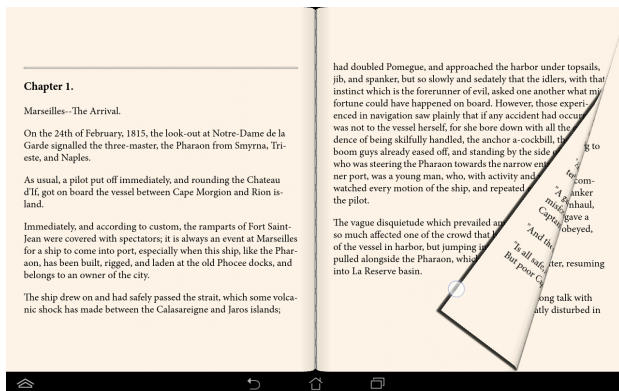 Chapter 1.
Marseilles--The Arrival.
On the 24th of February, 1815, the look-out at Notre-Dame de la
Garde signalled the three-master, the Pharaon from Smyrna, Tri-
este, and Naples.
As usual, a pilot put off immediately, and rounding the Chateau
d'If, got on board the vessel between Cape Morgion and Rion is-
land.
Immediately, and according to custom, the ramparts of Fort Saint-
Jean were covered with spectators; it is always an event at Marseilles
for a ship to come into port, especially when this ship, like the Phar-
aon, has been built, rigged, and laden at the old Phocee docks, and
belongs to an owner of the city.
The ship drew on and had safely passed the strait, which some volca-
nic shock has made between the Calasareigne and Jaros islands;
had doubled Pomegue, and approached the harbor under topsails,
jib, and spanker, but so slowly and sedately that the idlers, with that
instinct which is the forerunner of evil, asked one another what
fortune could have happened on board. However, those experi-
enced in navigation saw plainly that if any accident had
was not to the vessel herself, for she bore down with all the
dence of being skilfully handled, the anchor a-cockbill, the
boom guys already eased off, and standing by the side to
who was steering the Pharaon towards the narrow
ner port, was a young man, who, with activity and
watched every motion of the ship, and repeated
the pilot.
gave a
obeyed,
The vague disquietude which prevailed
so much affected one of the crowd that
of the vessel in harbor, but jumping
pulled alongside the Pharaon, resuming
into La Reserve basin.
long talk with
disturbed in
"A
"And the
"Is all
But poor